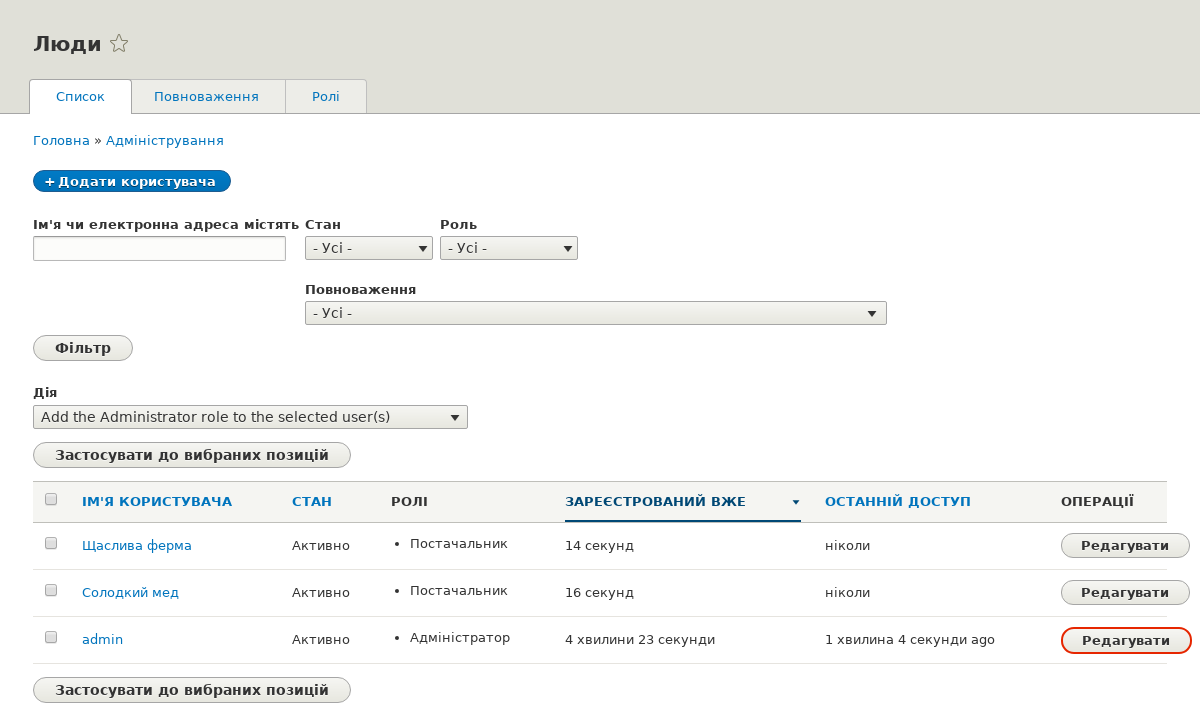 Люди
Список Повноваження Ролі
Головна » Адміністрування
+ Додати користувача
Ім'я чи електронна адреса містять Стан Роль
- Усі - - Усі -
Повноваження
- Усі -
Фільтр
Дія
Add the Administrator role to the selected user(s)
Застосувати до вибраних позицій
ІМ'Я КОРИСТУВАЧА СТАН РОЛІ ЗАРЕЄСТРОВАНИЙ ВЖЕ ОСТАННІЙ ДОСТУП ОПЕРАЦІЇ
Щаслива ферма Активно • Постачальник 14 секунд ніколи Редагувати
Солодкий мед Активно • Постачальник 16 секунд ніколи Редагувати
admin Активно • Адміністратор 4 хвилини 23 секунди 1 хвилина 4 секунди ago Редагувати
Застосувати до вибраних позицій